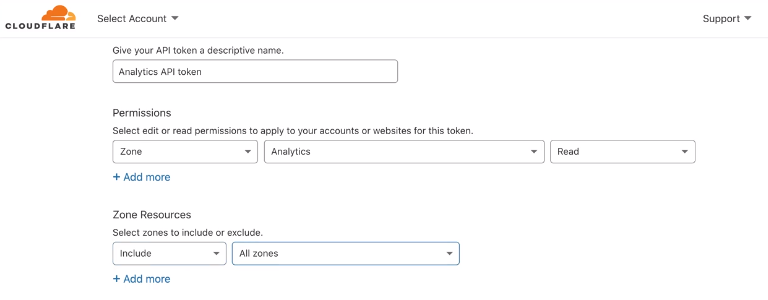 CLOUDFLARE
Select Account
Support
Give your API token a descriptive name.
Analytics API token
Permissions
Select edit or read permissions to apply to your accounts or websites for this token.
Zone Analytics Read
+ Add more
Zone Resources
Select zones to include or exclude.
Include All zones
+ Add more